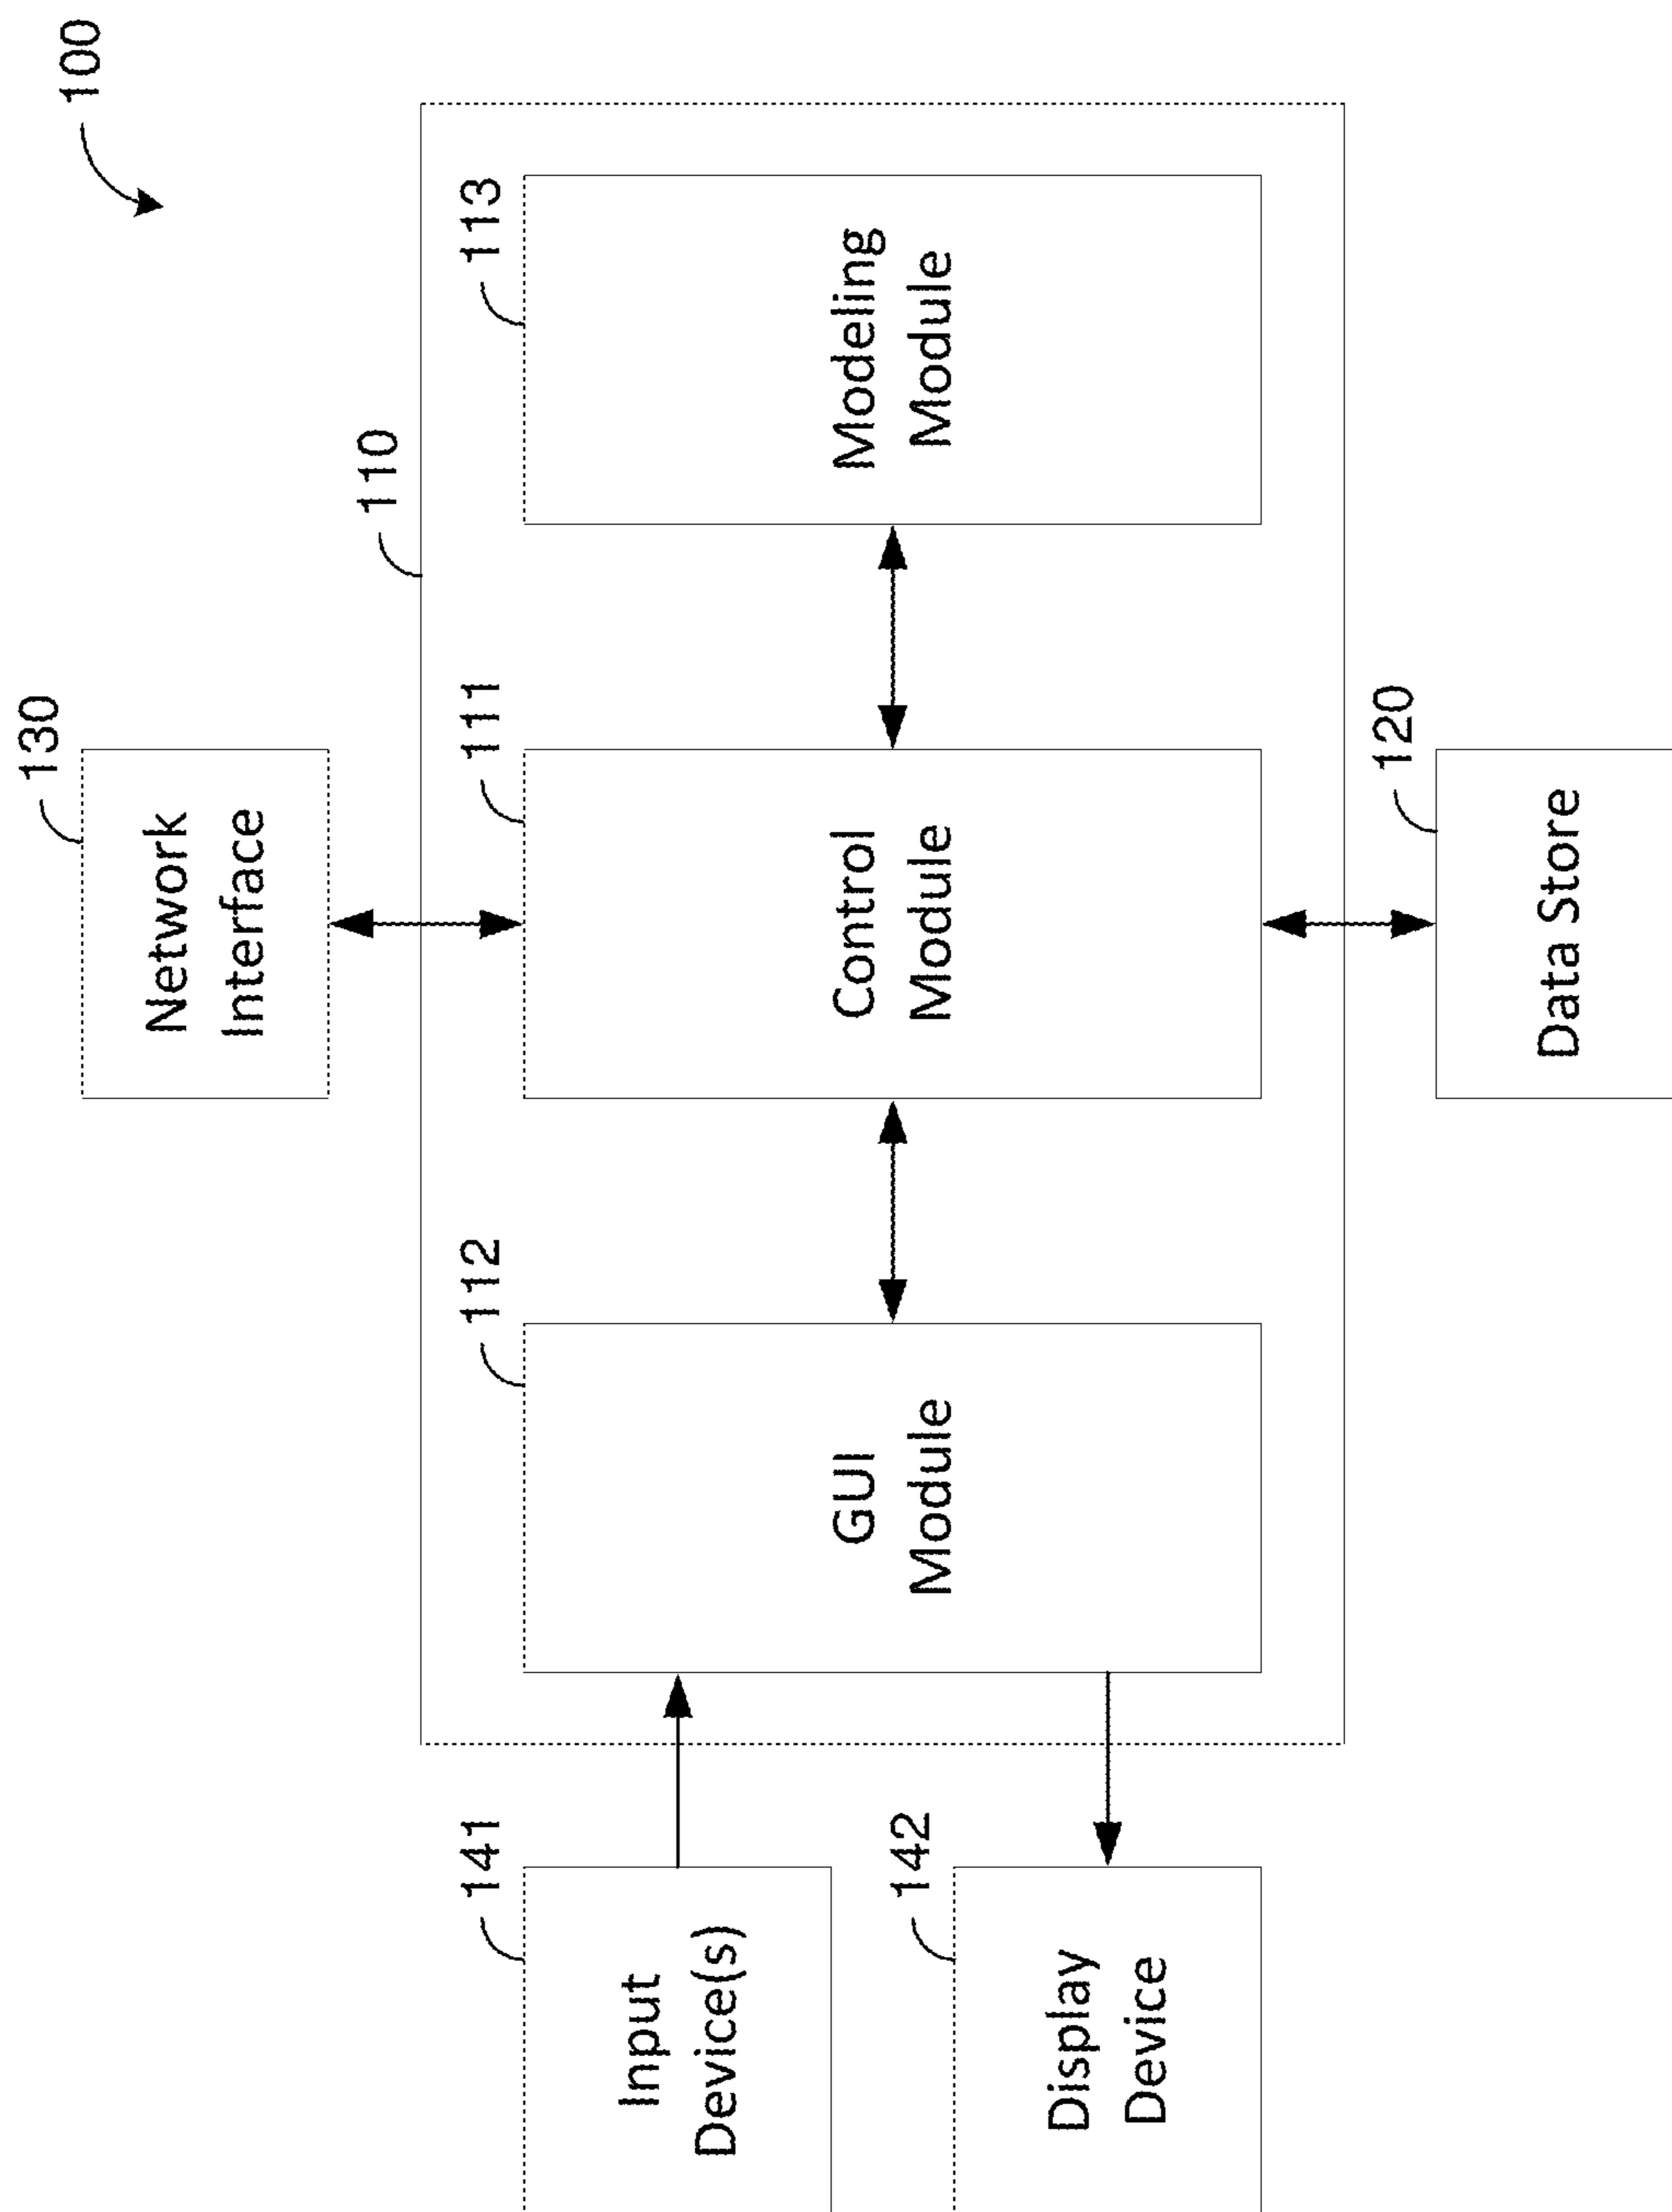 100
130
Network
Interface
110
141
Input
Device(s)
142
Display
Device
112
GUI
Module
111
Control
Module
113
Modeling
Module
120
Data Store